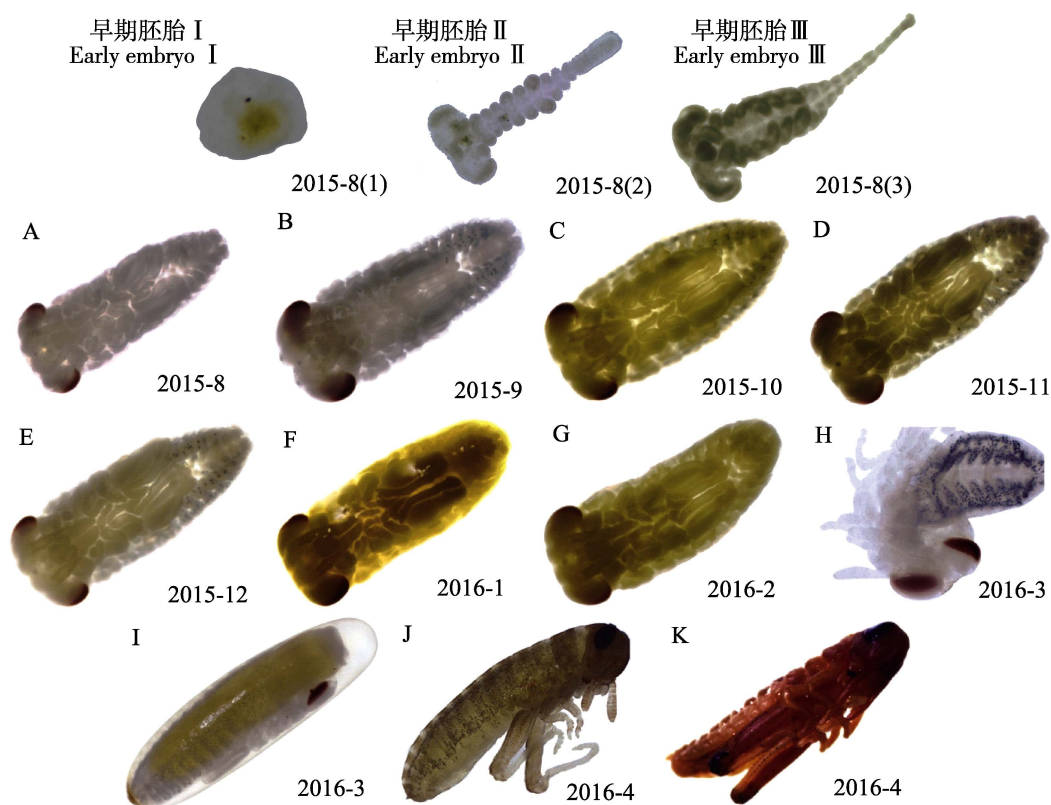 早期胚胎Ⅰ
Early embryo Ⅰ
早期胚胎Ⅱ
Early embryo Ⅱ
早期胚胎Ⅲ
Early embryo Ⅲ
2015-8(1)
2015-8(2)
2015-8(3)
A
B
C
D
2015-8
2015-9
2015-10
2015-11
E
F
G
H
2015-12
2016-1
2016-2
2016-3
I
J
K
2016-3
2016-4
2016-4